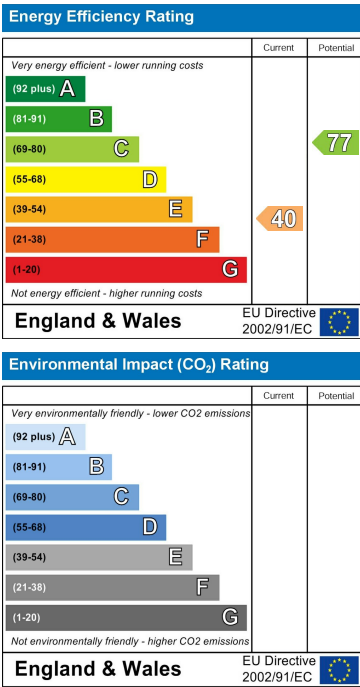 Energy Efficiency Rating
Current Potential
Very energy efficient - lower running costs
(92 plus) A
(81-91) B
(69-80) C
77
(55-68) D
(39-54) E
40
(21-38) F
(1-20) G
Not energy efficient - higher running costs
England & Wales
EU Directive
2002/91/EC
Environmental Impact (CO₂) Rating
Current Potential
Very environmentally friendly - lower CO2 emissions
(92 plus) A
(81-91) B
(69-80) C
(55-68) D
(39-54) E
(21-38) F
(1-20) G
Not environmentally friendly - higher CO2 emissions
England & Wales
EU Directive
2002/91/EC